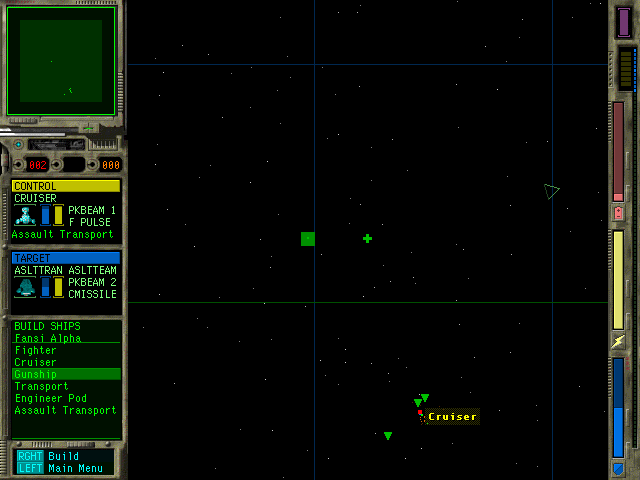 002 000
CONTROL
CRUISER
PKBEAM 1
F PULSE
Assault Transport
TARGET
ASLTTRAN ASLTTEAM
PKBEAM 2
CMISSILE
BUILD SHIPS
Fansi Alpha
Fighter
Cruiser
Gunship
Transport
Engineer Pod
Assault Transport
RGHT Build
LEFT Main Menu
Cruiser